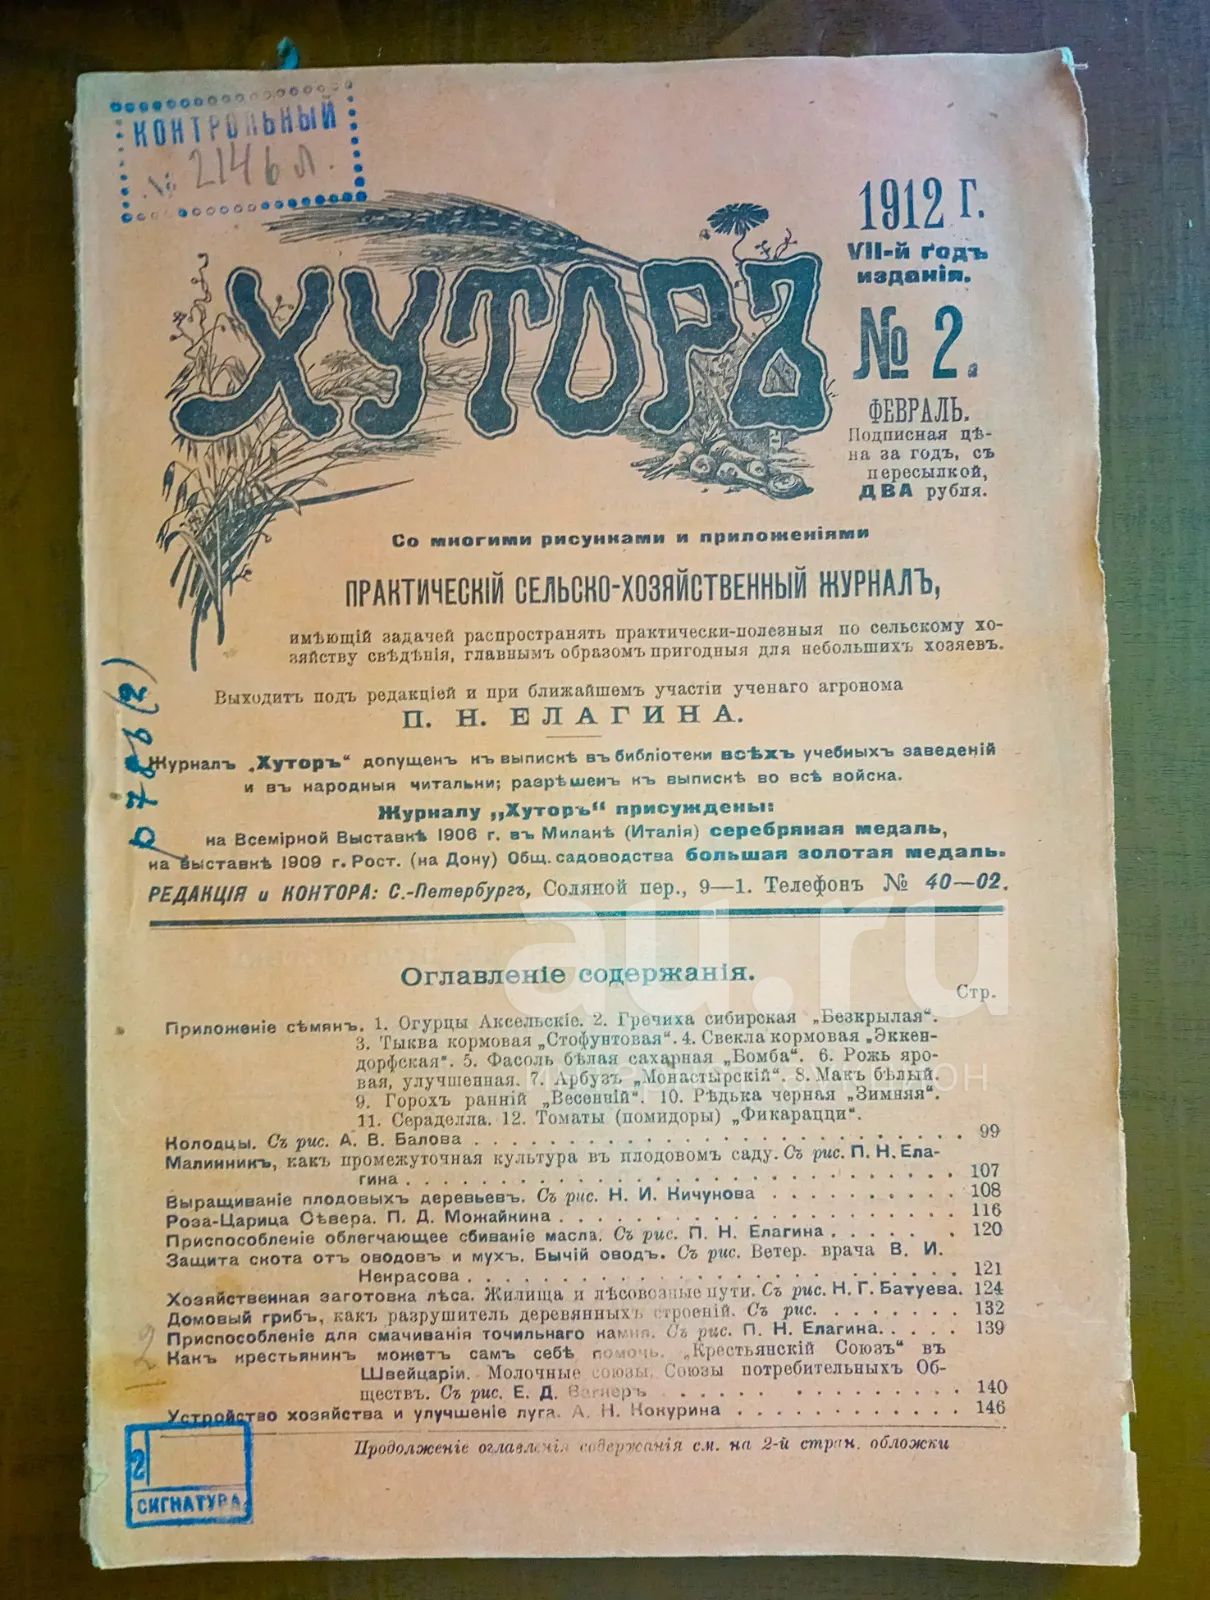 КОНТРОЛЬНЫЙ
№ 2146 л.
ХУТОРЪ
1912 Г.
VII-й годъ
изданія.
№ 2.
ФЕВРАЛЬ.
Подписная цѣ-
на за годъ, съ
пересылкой,
ДВА рубля.
Со многими рисунками и приложеніями
ПРАКТИЧЕСКІЙ СЕЛЬСКО-ХОЗЯЙСТВЕННЫЙ ЖУРНАЛЪ,
имѣющій задачей распространять практически-полезныя по сельскому хо-
зяйству свѣдѣнія, главнымъ образомъ пригодныя для небольшихъ хозяевъ.
Выходитъ подъ редакціей и при ближайшемъ участіи ученаго агронома
П. Н. ЕЛАГИНА.
Журналъ „Хуторъ“ допущенъ къ выпискѣ въ библіотеки всѣхъ учебныхъ заведеній
и въ народныя читальни; разрѣшенъ къ выпискѣ во всѣ войска.
Журналу „Хуторъ“ присуждены:
на Всемірной Выставкѣ 1906 г. въ Миланѣ (Италія) серебряная медаль,
на выставкѣ 1909 г. Рост. (на Дону) Общ. садоводства большая золотая медаль.
РЕДАКЦІЯ и КОНТОРА: С.-Петербургъ, Соляной пер., 9—1. Телефонъ № 40—02.
au.ru
Оглавленіе содержанія.
Стр.
Приложеніе сѣмянъ. 1. Огурцы Аксельскіе. 2. Гречиха сибирская „Безкрылая“.
3. Тыква кормовая „Стофунтовая“. 4. Свекла кормовая „Эккен-
дорфская“. 5. Фасоль бѣлая сахарная „Бомба“. 6. Рожь яро-
вая, улучшенная. 7. Арбузъ „Монастырскій“. 8. Макъ бѣлый.
9. Горохъ ранній „Весенній“. 10. Рѣдька черная „Зимняя“.
11. Сераделла. 12. Томаты (помидоры) „Фикарацци“.
Колодцы. Съ рис. А. В. Балова . . . 99
Малинникъ, какъ промежуточная культура въ плодовомъ саду. Съ рис. П. Н. Ела-
гина . . . 107
Выращиваніе плодовыхъ деревьевъ. Съ рис. Н. И. Кичунова . . . 108
Роза-Царица Сѣвера. П. Д. Можайкина . . . 116
Приспособленіе облегчающее сбиваніе масла. Съ рис. П. Н. Елагина . . . 120
Защита скота отъ оводовъ и мухъ. Бычій оводъ. Съ рис. Ветер. врача В. И.
Некрасова . . . 121
Хозяйственная заготовка лѣса. Жилища и лѣсовозные пути. Съ рис. Н. Г. Батуева. 124
Домовый грибъ, какъ разрушитель деревянныхъ строеній. Съ рис. . . . 132
Приспособленіе для смачиванія точильнаго камня. Съ рис. П. Н. Елагина. . . . 139
Какъ крестьянинъ можетъ самъ себѣ помочь. „Крестьянскій Союзъ“ въ
Швейцаріи. Молочные союзы. Союзы потребительныхъ Об-
ществъ. Съ рис. Е. Д. Вагнеръ . . . 140
Устройство хозяйства и улучшеніе луга. А. Н. Конурина . . . 146
Продолженіе оглавленія содержанія см. на 2-й стран. обложки
2
2
СИГНАТУРА